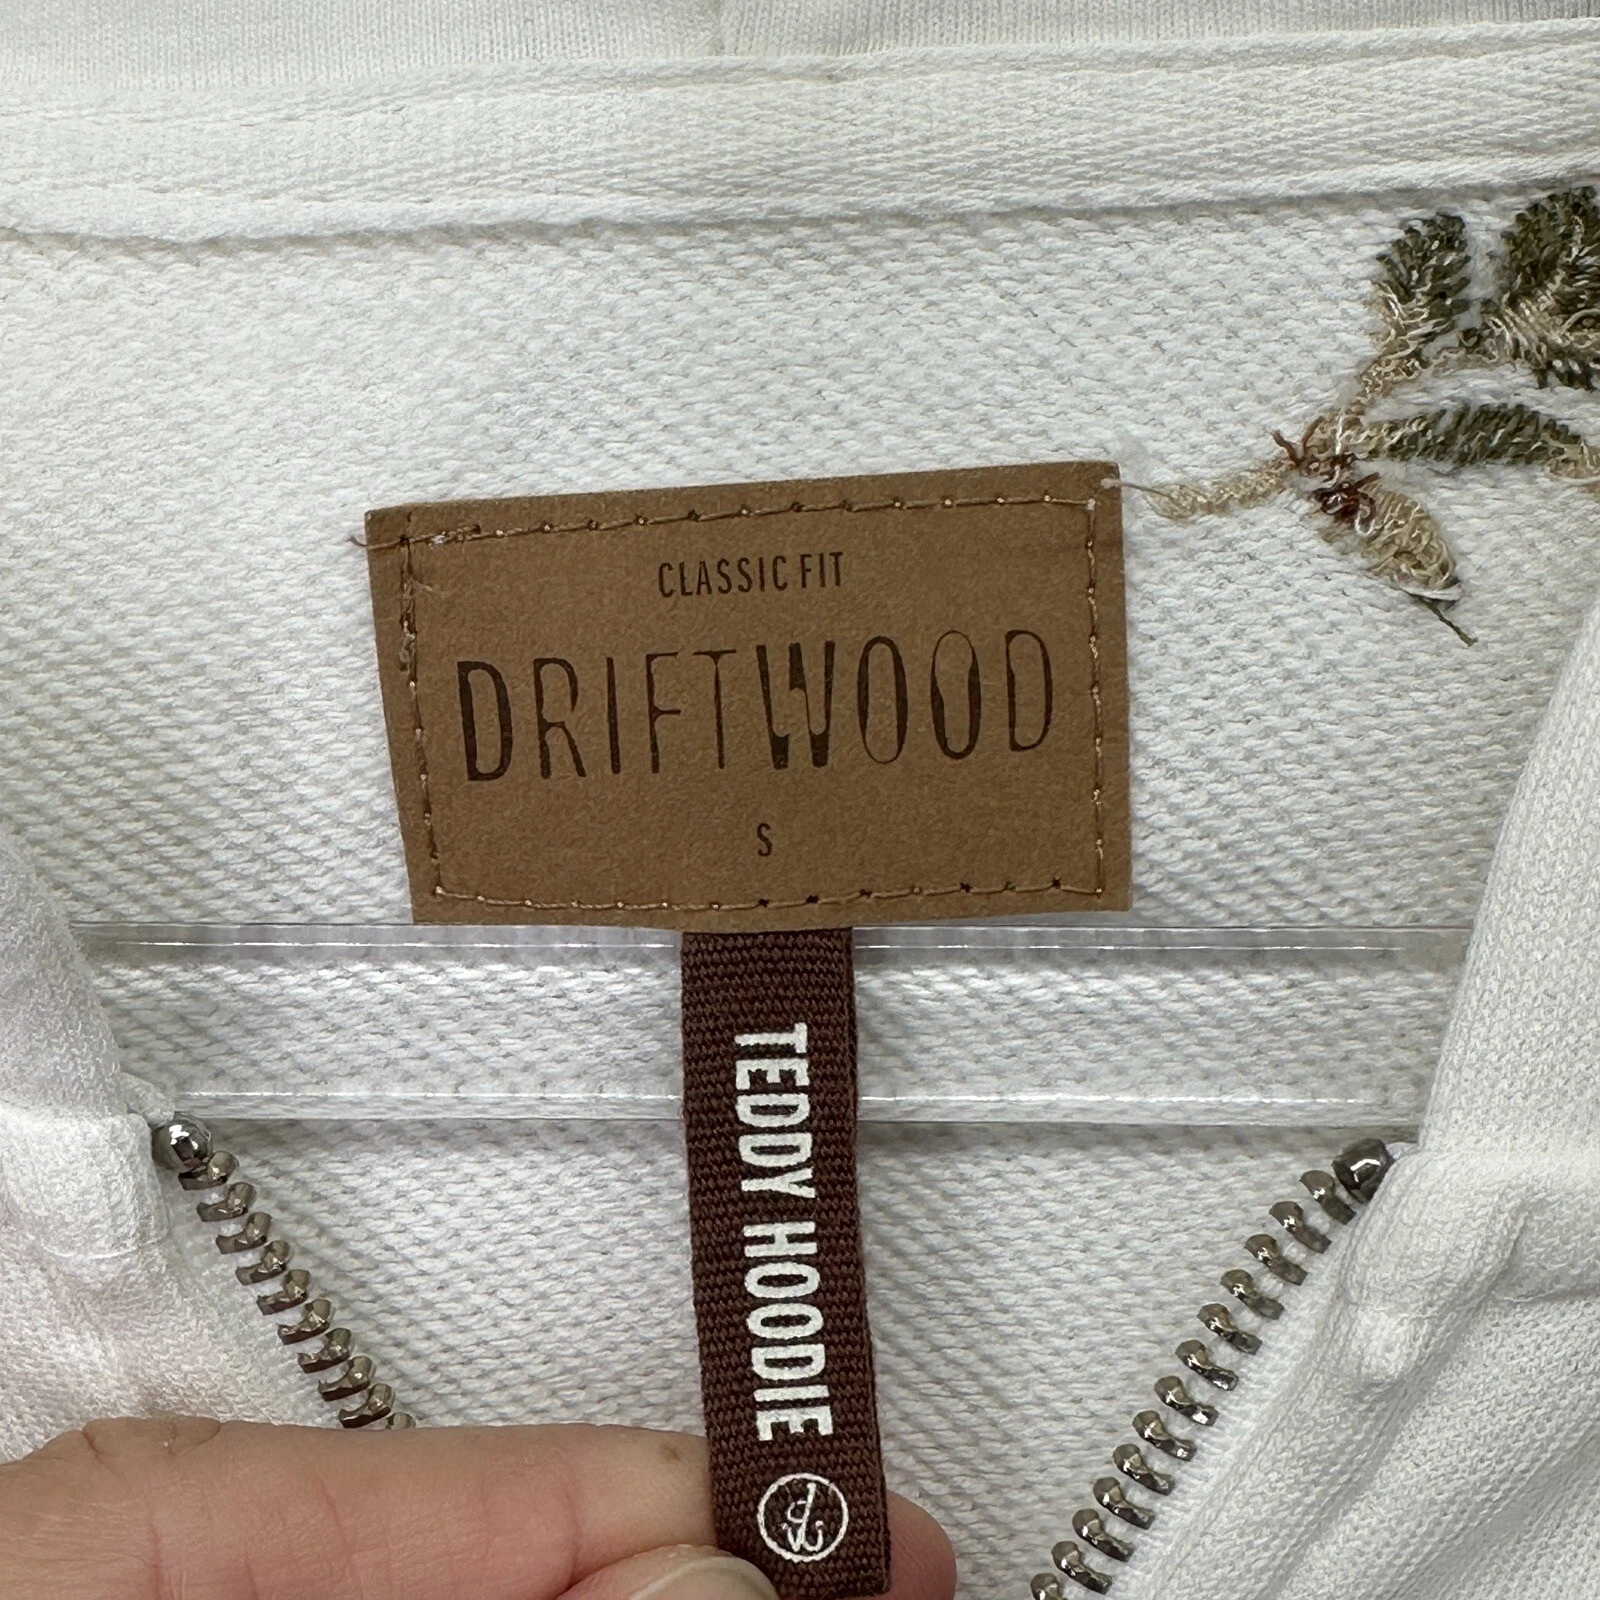 CLASSIC FIT
DRIFTWOOD
S
TEDDY HOODIE